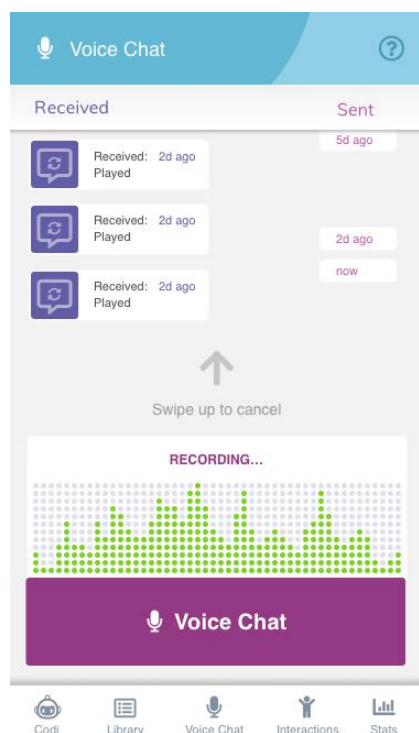 Voice Chat
?
Received Sent
5d ago
Received: 2d ago
Played
Received: 2d ago
Played
2d ago
now
Received: 2d ago
Played
Swipe up to cancel
RECORDING...
Voice Chat
Codi Library Voice Chat Interactions Stats